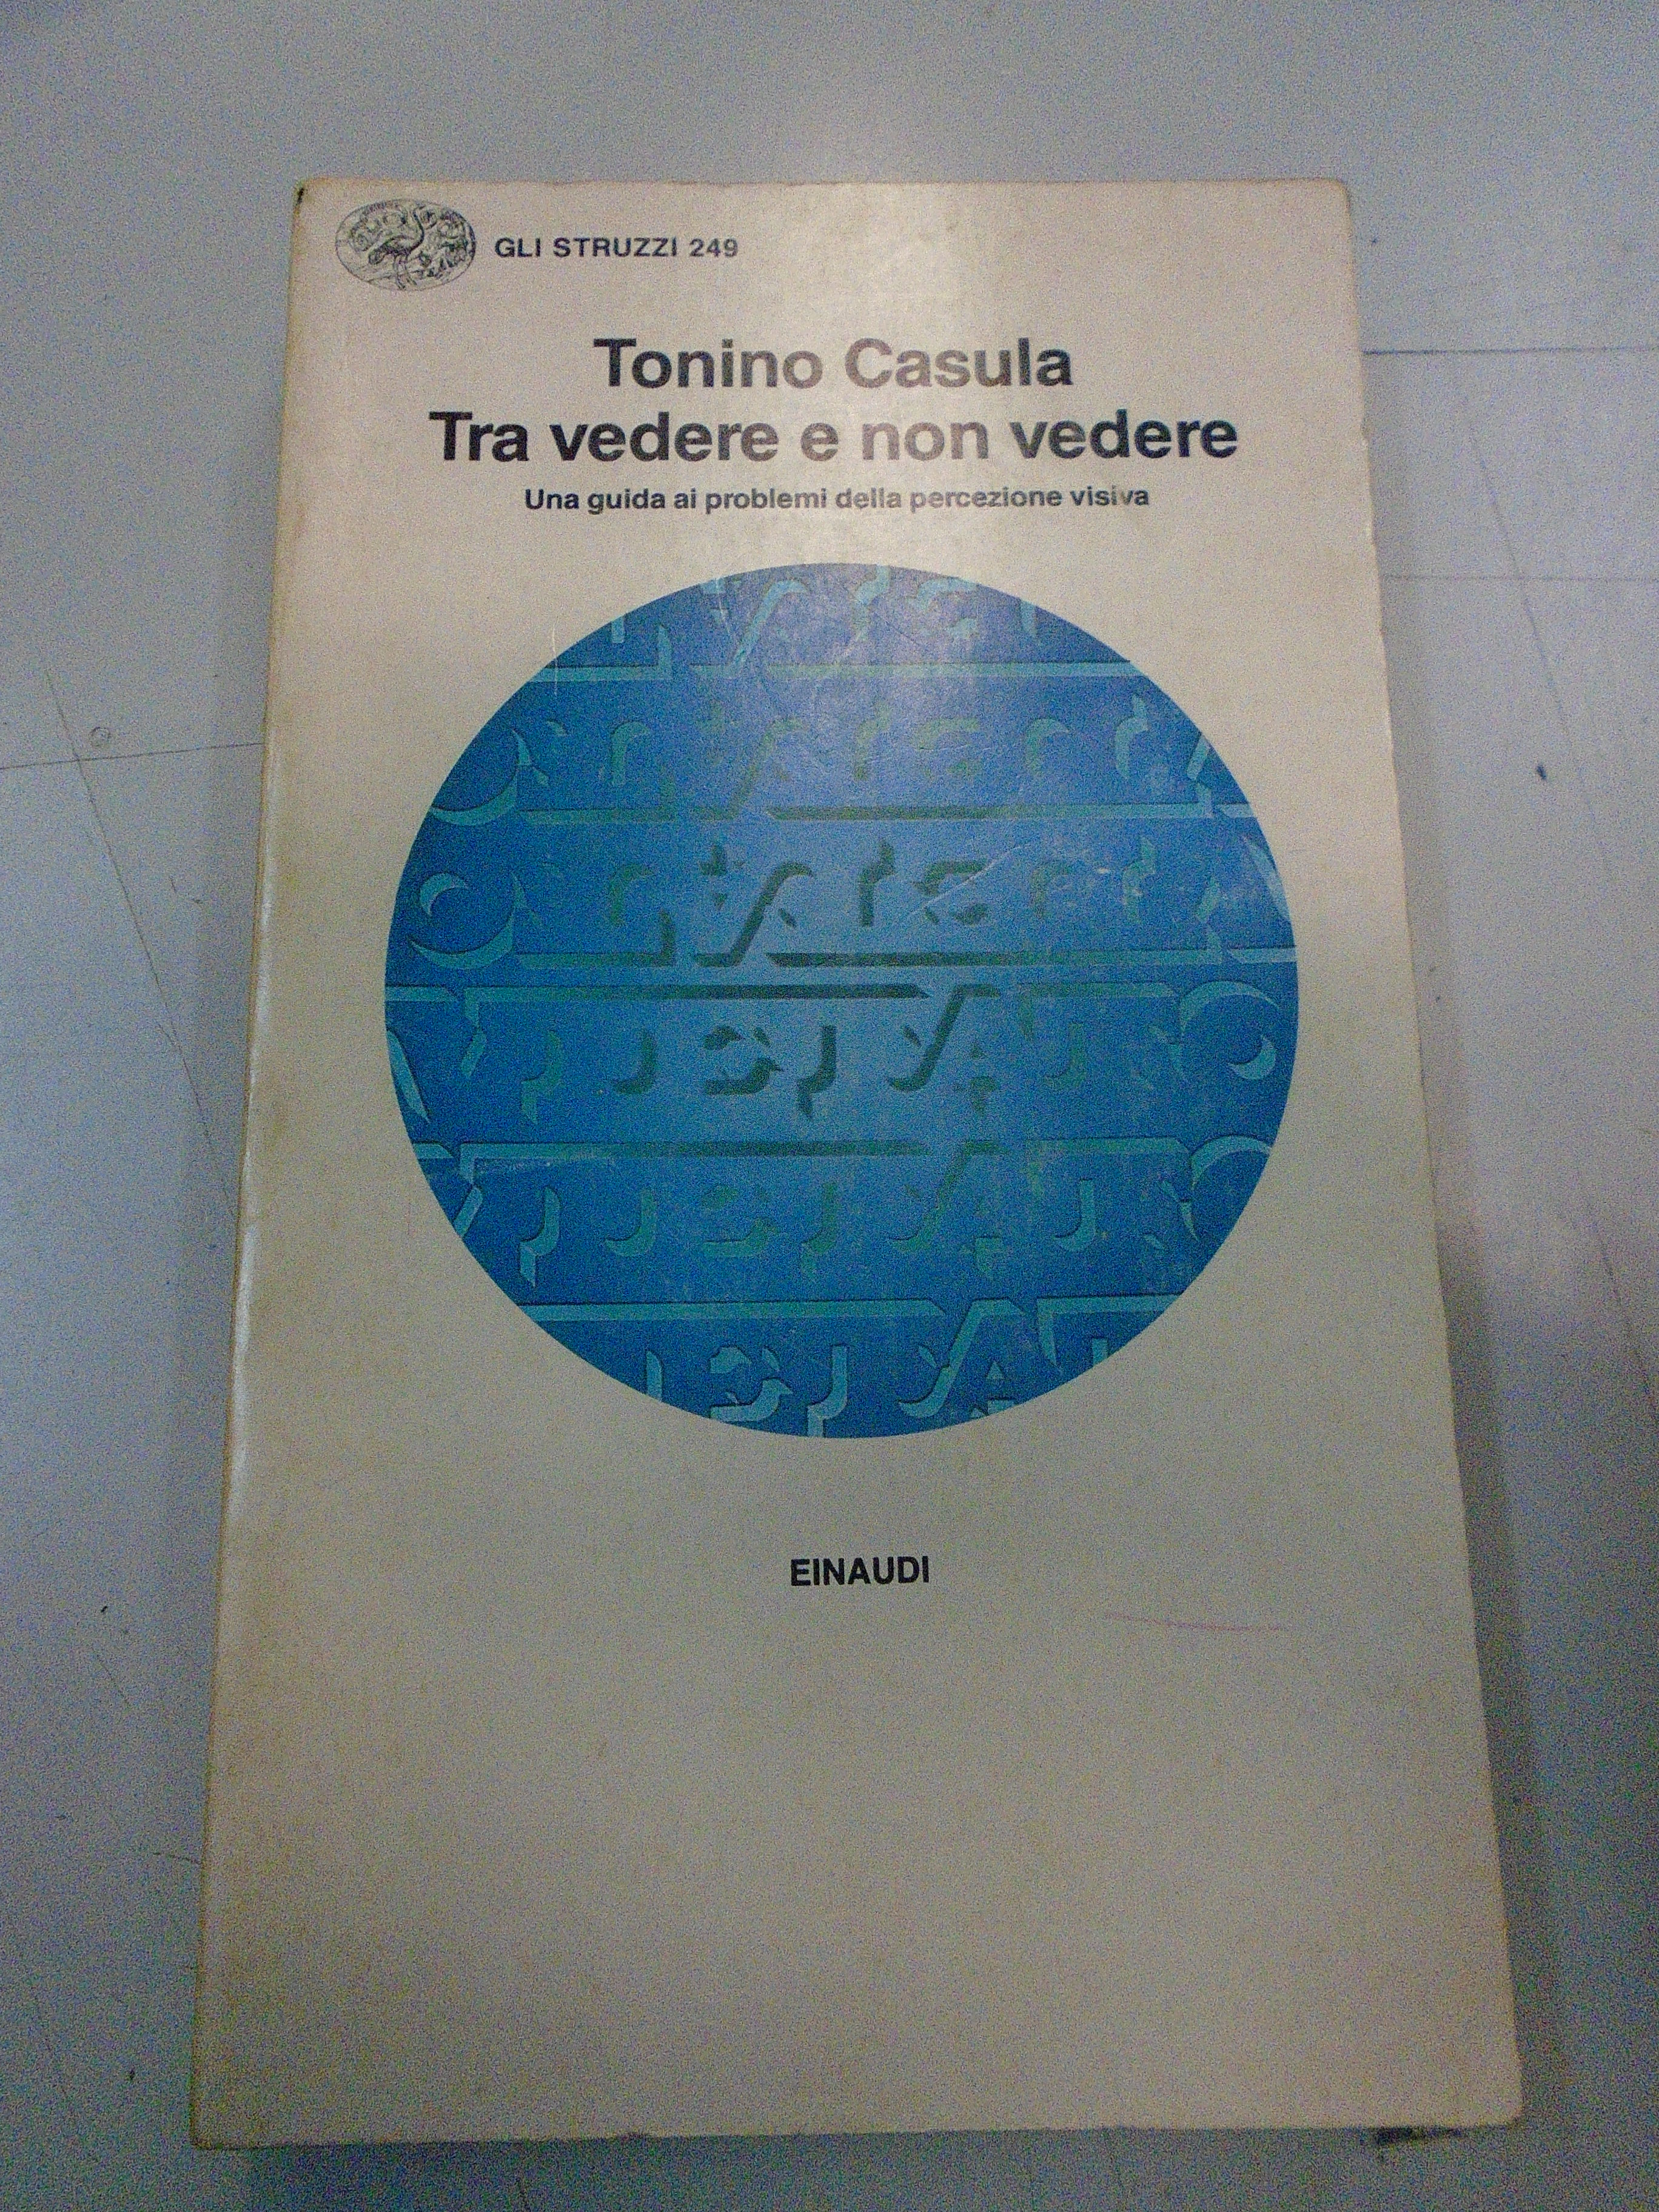 GLI STRUZZI 249
Tonino Casula
Tra vedere e non vedere
Una guida ai problemi della percezione visiva
EINAUDI